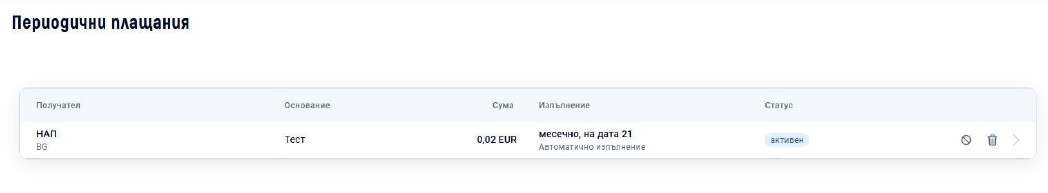 Периодични плащания
Получател Основание Сума Изпълнение Статус
НАП Тест 0,02 EUR месечно, на дата 21 активен
BG Автоматично изпълнение